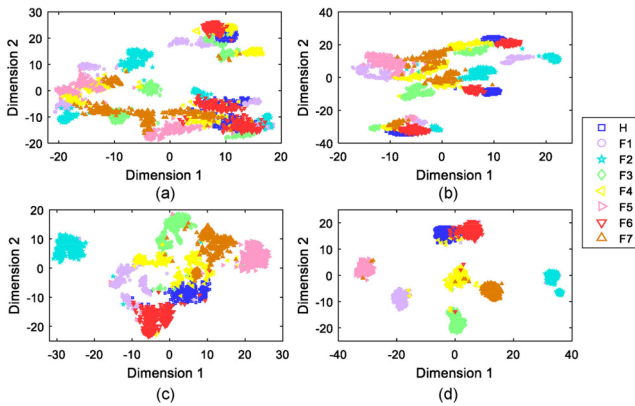 30
20
10
0
-10
-20
-20 -10 0 10 20
Dimension 2
Dimension 1
(a)
40
20
0
-20
-40
-20 -10 0 10 20
Dimension 2
Dimension 1
(b)
20
10
0
-10
-20
-30 -20 -10 0 10 20 30
Dimension 2
Dimension 1
(c)
20
10
0
-10
-20
-40 -20 0 20 40
Dimension 2
Dimension 1
(d)
H
F1
F2
F3
F4
F5
F6
F7